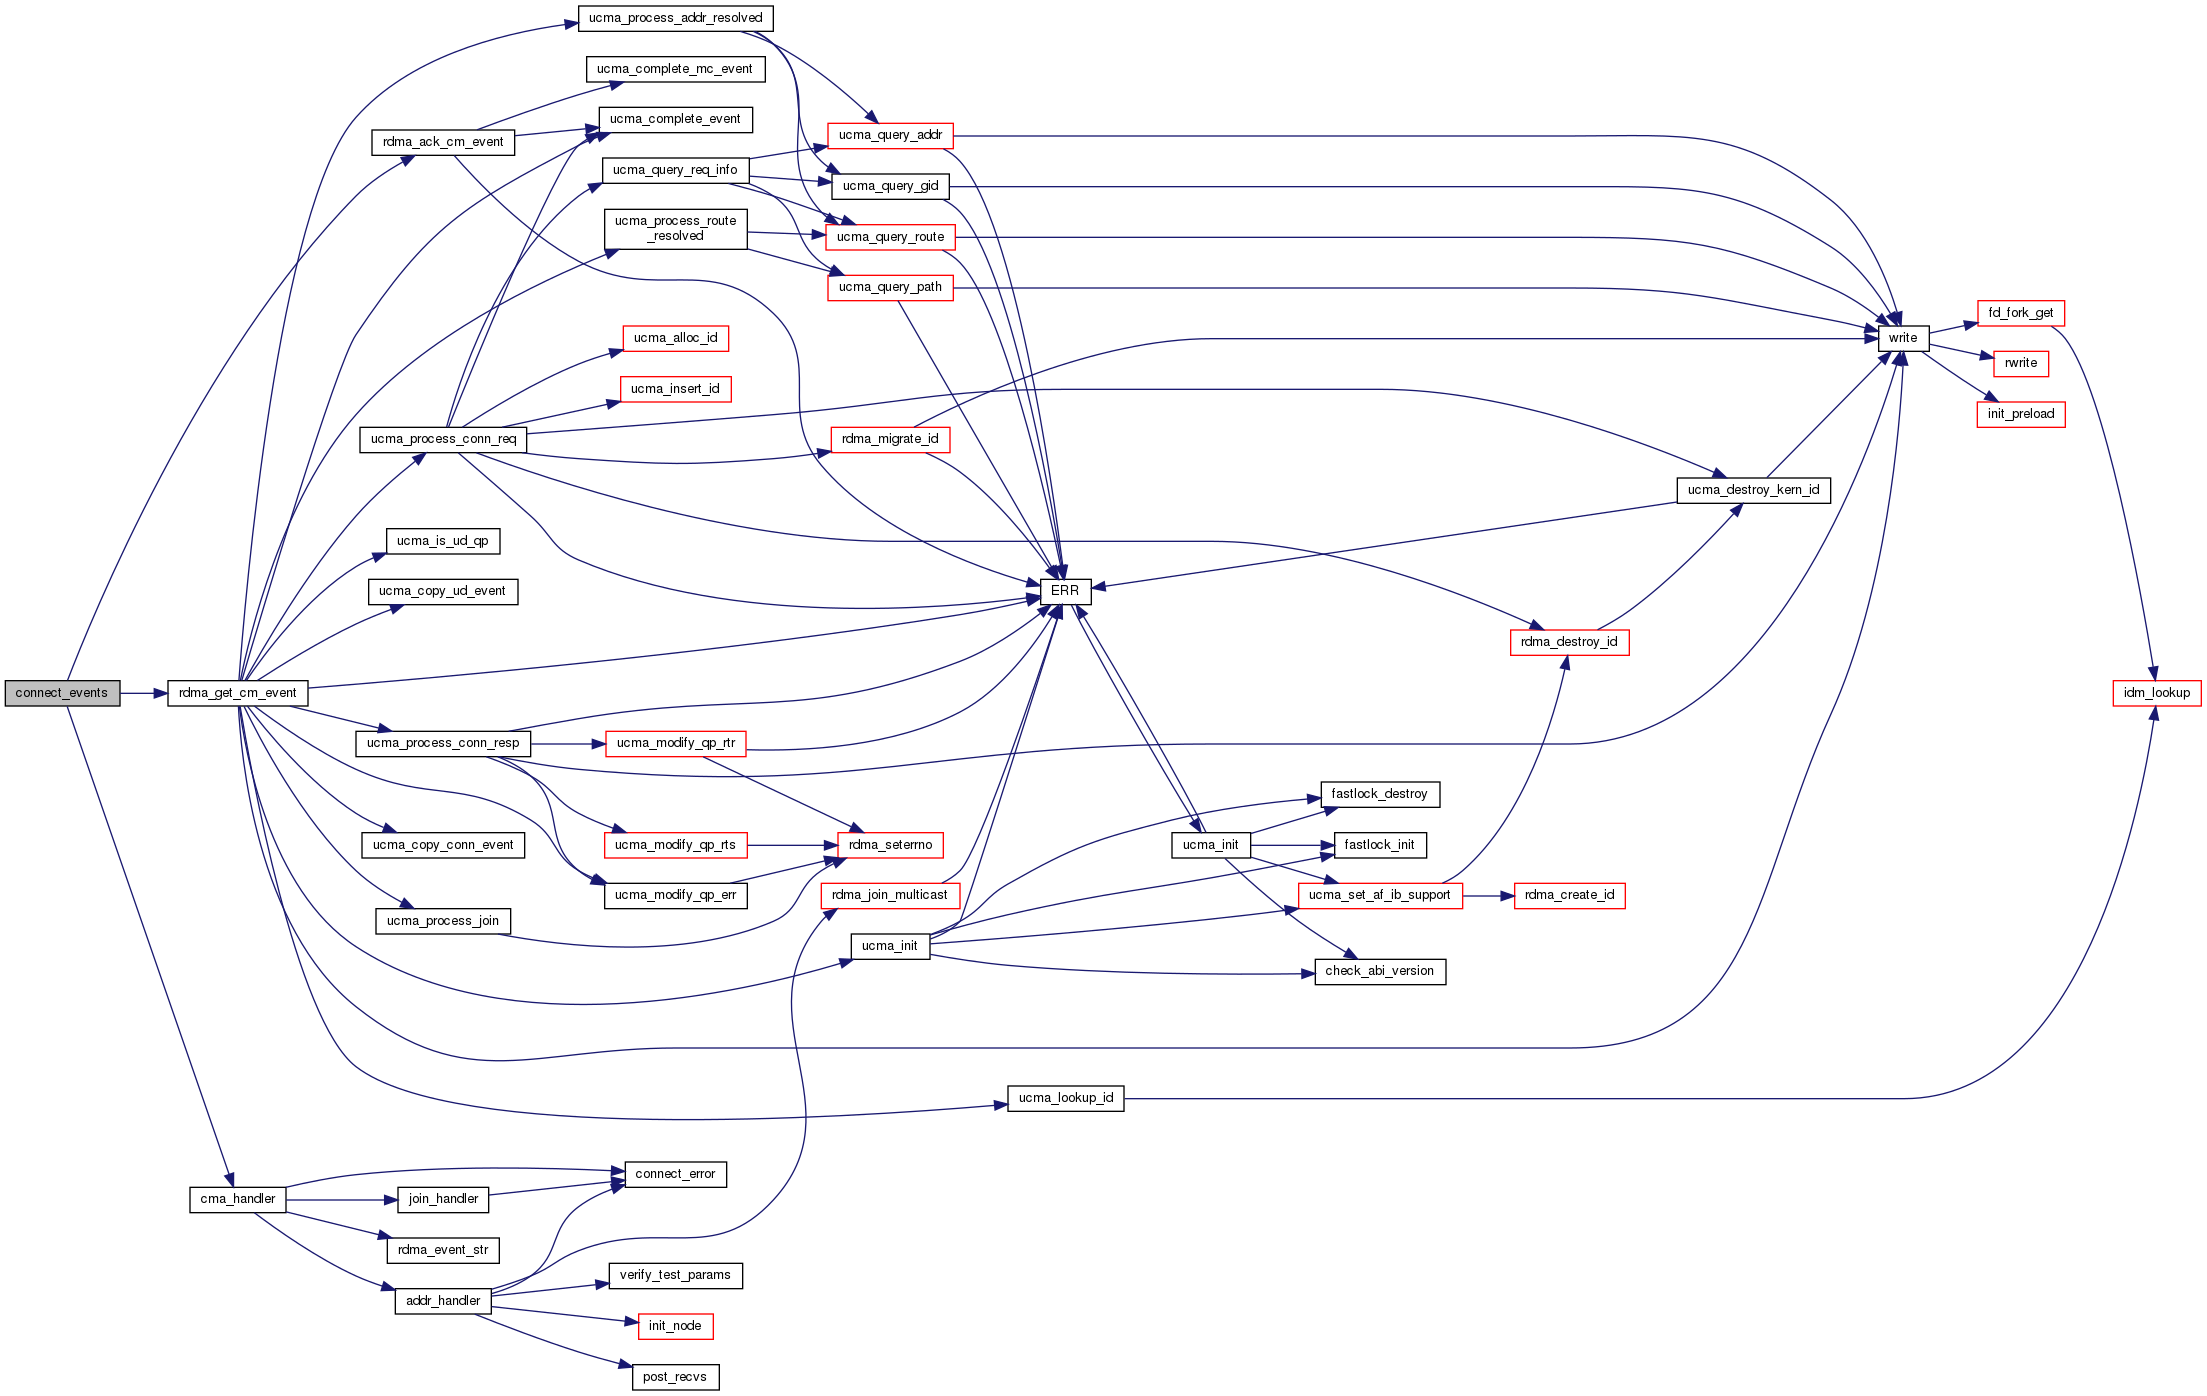 ucma_process_addr_resolved
ucma_complete_mc_event
ucma_complete_event
rdma_ack_cm_event
ucma_query_addr
ucma_query_req_info
ucma_query_gid
ucma_process_route
_resolved
ucma_query_route
ucma_query_path
fd_fork_get
ucma_alloc_id
write
rwrite
ucma_insert_id
init_preload
ucma_process_conn_req
rdma_migrate_id
ucma_destroy_kern_id
ucma_is_ud_qp
ucma_copy_ud_event
ERR
rdma_destroy_id
connect_events
rdma_get_cm_event
idm_lookup
ucma_process_conn_resp
ucma_modify_qp_rtr
fastlock_destroy
ucma_copy_conn_event
ucma_modify_qp_rts
rdma_seterrno
ucma_init
fastlock_init
ucma_modify_qp_err
rdma_join_multicast
ucma_set_af_ib_support
rdma_create_id
ucma_process_join
ucma_init
check_abi_version
ucma_lookup_id
connect_error
cma_handler
join_handler
rdma_event_str
verify_test_params
addr_handler
init_node
post_recvs